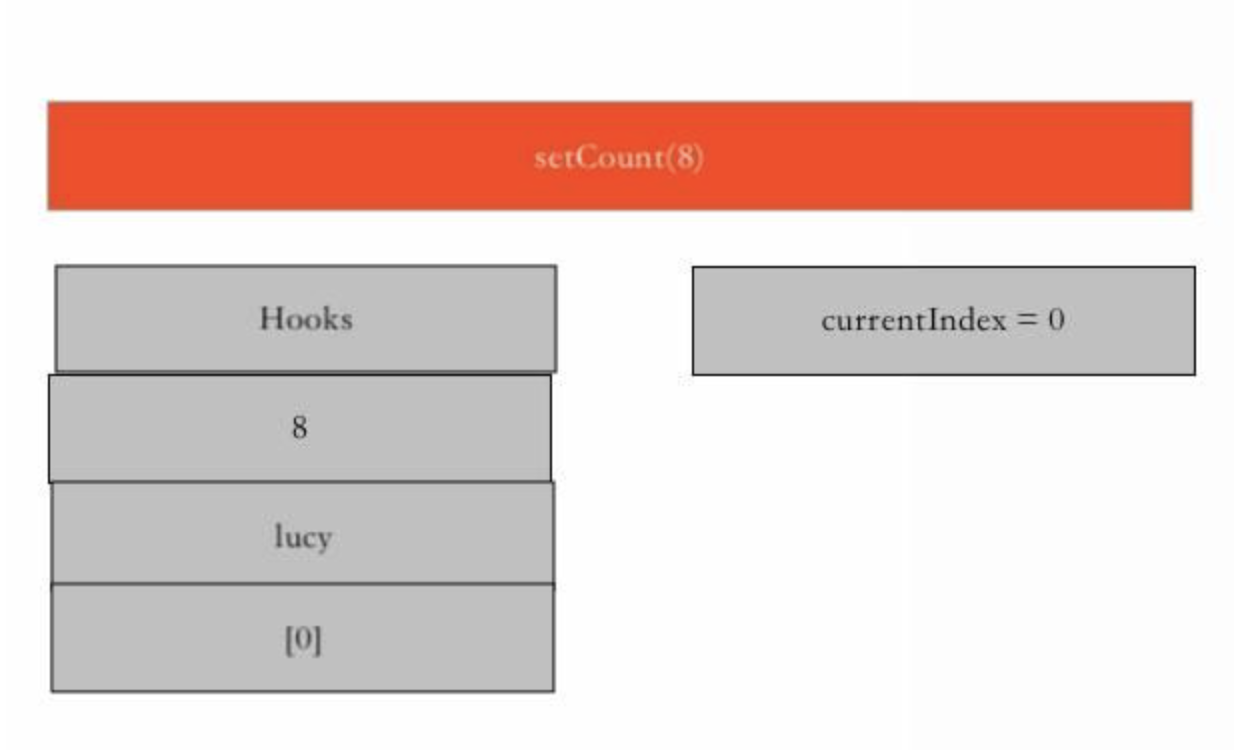 setCount(8)
Hooks
currentIndex = 0
8
lucy
[0]